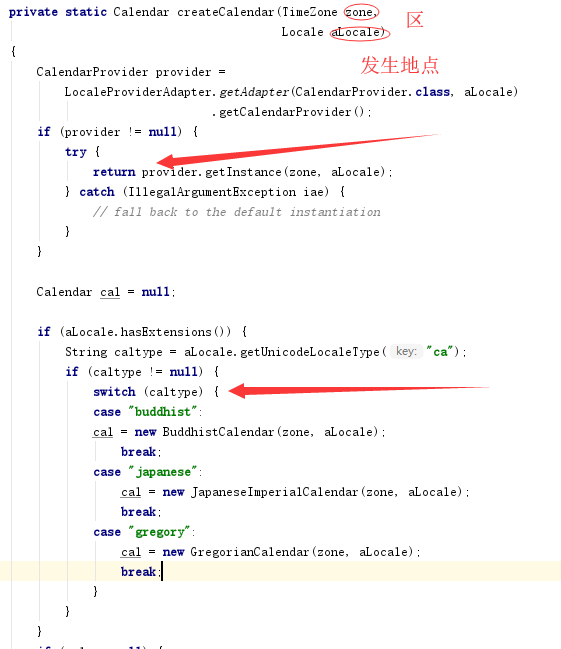 private static Calendar createCalendar(TimeZone zone,
区
Locale aLocale)
{
发生地点
CalendarProvider provider =
LocaleProviderAdapter.getAdapter(CalendarProvider.class, aLocale)
.getCalendarProvider();
if (provider != null) {
try {
return provider.getInstance(zone, aLocale);
} catch (IllegalArgumentException iae) {
// fall back to the default instantiation
}
}
Calendar cal = null;
if (aLocale.hasExtensions()) {
String caltype = aLocale.getUnicodeLocaleType( key: "ca");
if (caltype != null) {
switch (caltype) {
case "buddhist":
cal = new BuddhistCalendar(zone, aLocale);
break;
case "japanese":
cal = new JapaneseImperialCalendar(zone, aLocale);
break;
case "gregory":
cal = new GregorianCalendar(zone, aLocale);
break;
}
}
}